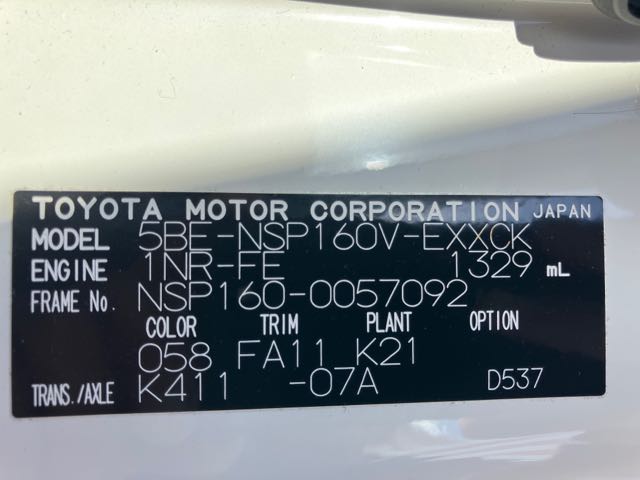 TOYOTA MOTOR CORPORATION JAPAN
MODEL 5BE-NSP160V-EXXCK
ENGINE 1NR-FE 1329 mL
FRAME No. NSP160-0057092
COLOR TRIM PLANT OPTION
058 FA11 K21
TRANS./AXLE K411 -07A D537